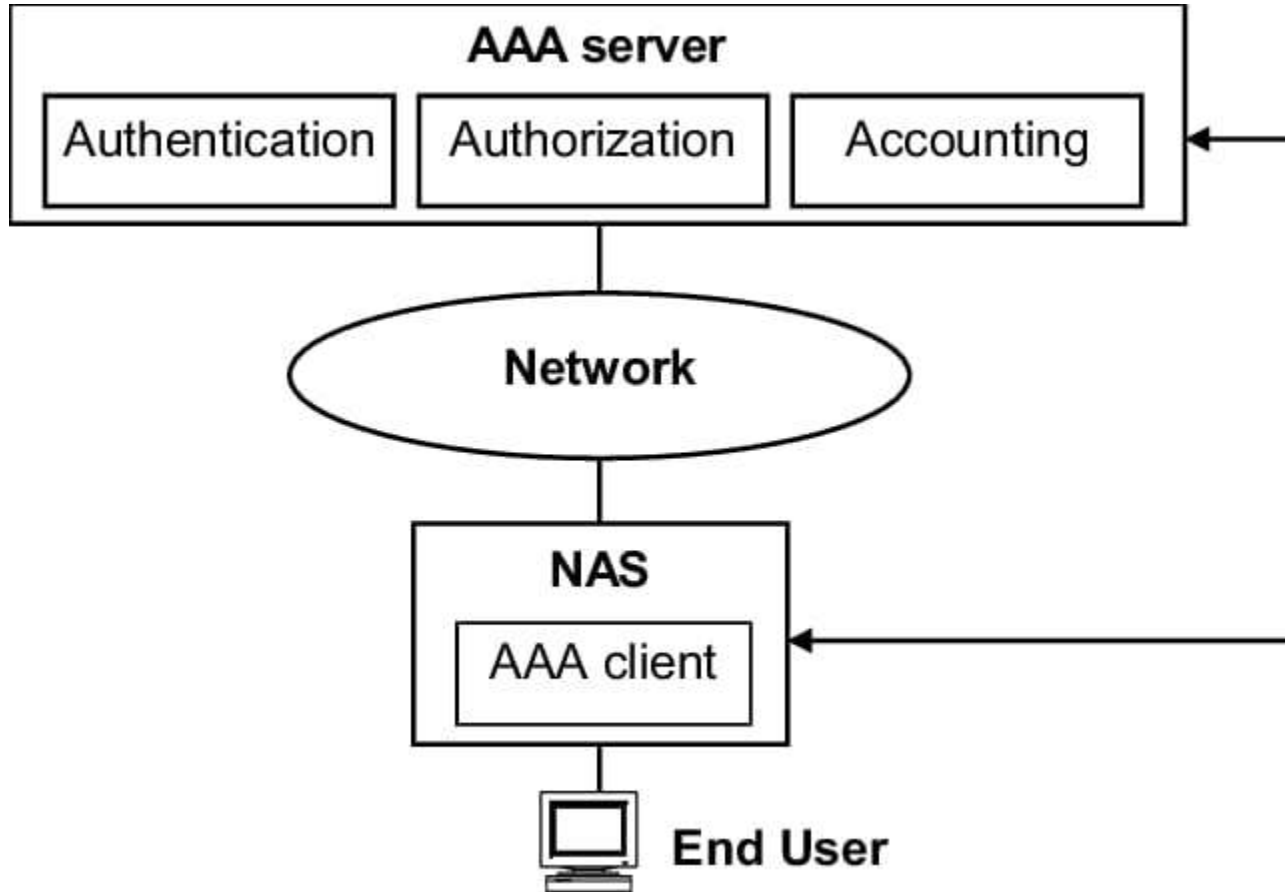 AAA server
Authentication
Authorization
Accounting
Network
NAS
AAA client
End User